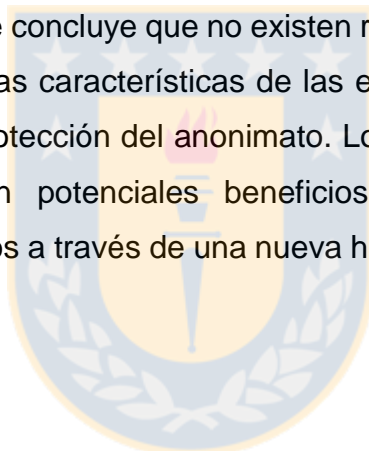 e concluye que no existen r
as características de las e
otección del anonimato. Lo
n potenciales beneficios
os a través de una nueva h